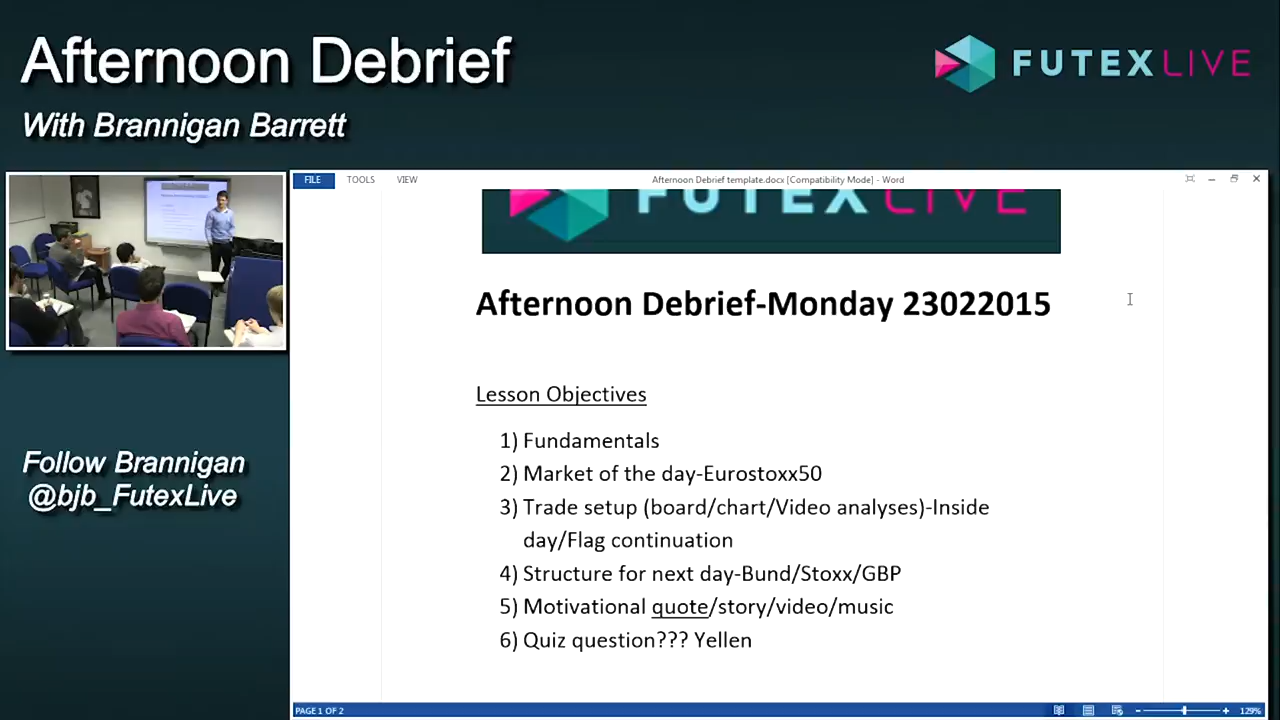 Afternoon Debrief
With Brannigan Barrett
FUTEXLIVE
FILE TOOLS VIEW
Afternoon Debrief template.docx [Compatibility Mode] - Word
FUTEXLIVE
Afternoon Debrief-Monday 23022015
Lesson Objectives
1) Fundamentals
2) Market of the day-Eurostoxx50
3) Trade setup (board/chart/Video analyses)-Inside
day/Flag continuation
4) Structure for next day-Bund/Stoxx/GBP
5) Motivational quote/story/video/music
6) Quiz question??? Yellen
Follow Brannigan
@bjb_FutexLive
PAGE 1 OF 2
129%